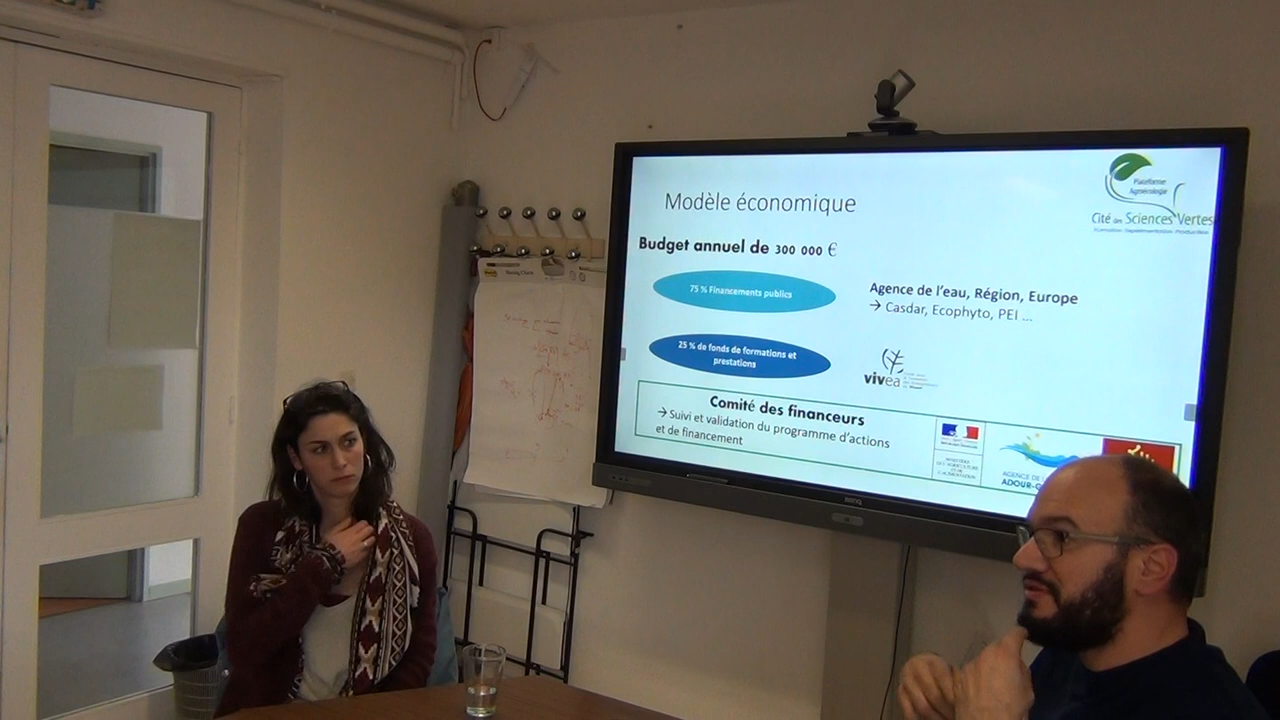 Modèle économique
Plateforme
Agroécologie
Cité des Sciences Vertes
Formation Expérimentation Production
Budget annuel de 300 000 €
75 % Financements publics
Agence de l'eau, Région, Europe
→ Casdar, Ecophyto, PEI ...
25 % de fonds de formations et
prestations
vivea
Comité des financeurs
→ Suivi et validation du programme d'actions
et de financement
AGENCE DE
ADOUR-G
BenQ